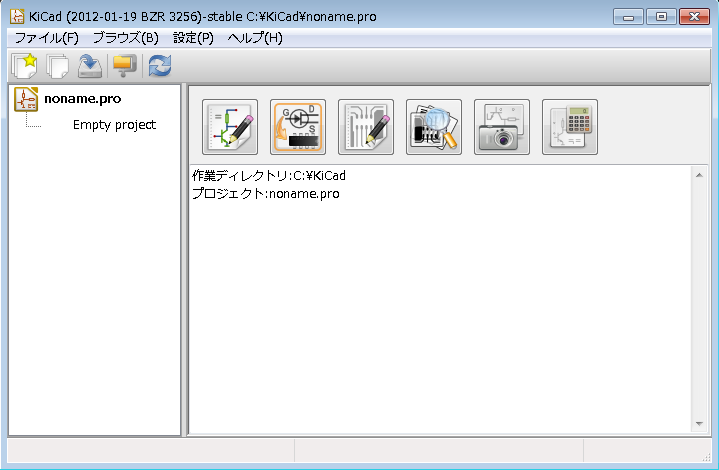 KiCad (2012-01-19 BZR 3256)-stable C:¥KiCad¥noname.pro
ファイル(F) ブラウズ(B) 設定(P) ヘルプ(H)
noname.pro
Empty project
G D S
作業ディレクトリ:C:¥KiCad
プロジェクト:noname.pro